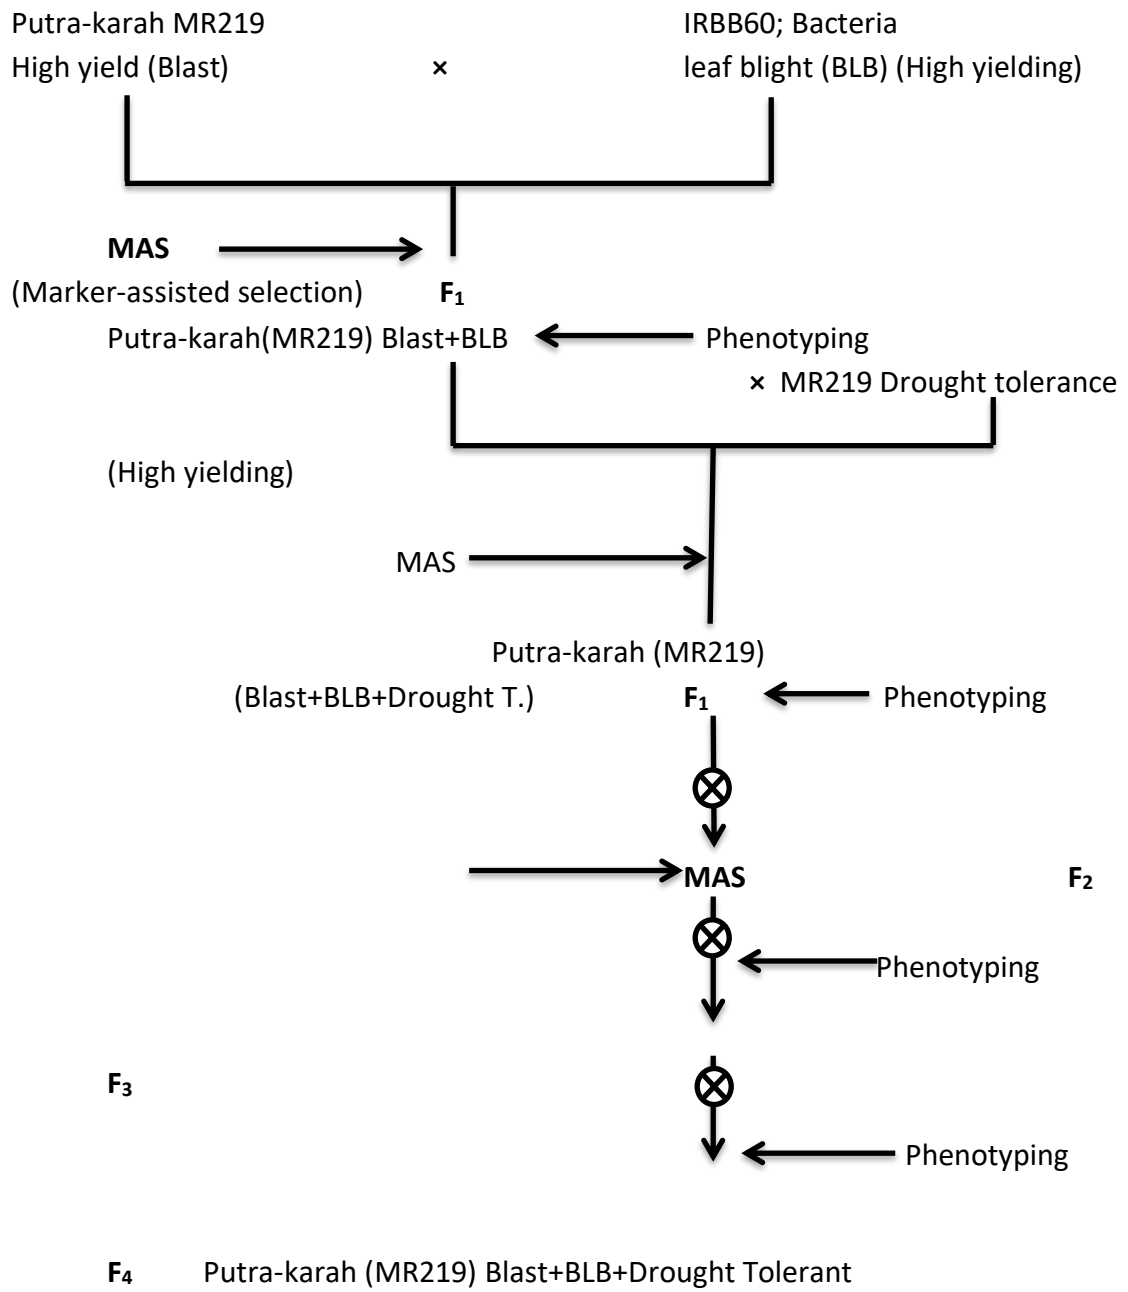 Putra-karah MR219 IRBB60; Bacteria
High yield (Blast) × leaf blight (BLB) (High yielding)
MAS
(Marker-assisted selection) F₁
Putra-karah(MR219) Blast+BLB Phenotyping
× MR219 Drought tolerance
(High yielding)
MAS
Putra-karah (MR219)
(Blast+BLB+Drought T.) F₁ Phenotyping
MAS F₂
Phenotyping
F₃
Phenotyping
F₄ Putra-karah (MR219) Blast+BLB+Drought Tolerant